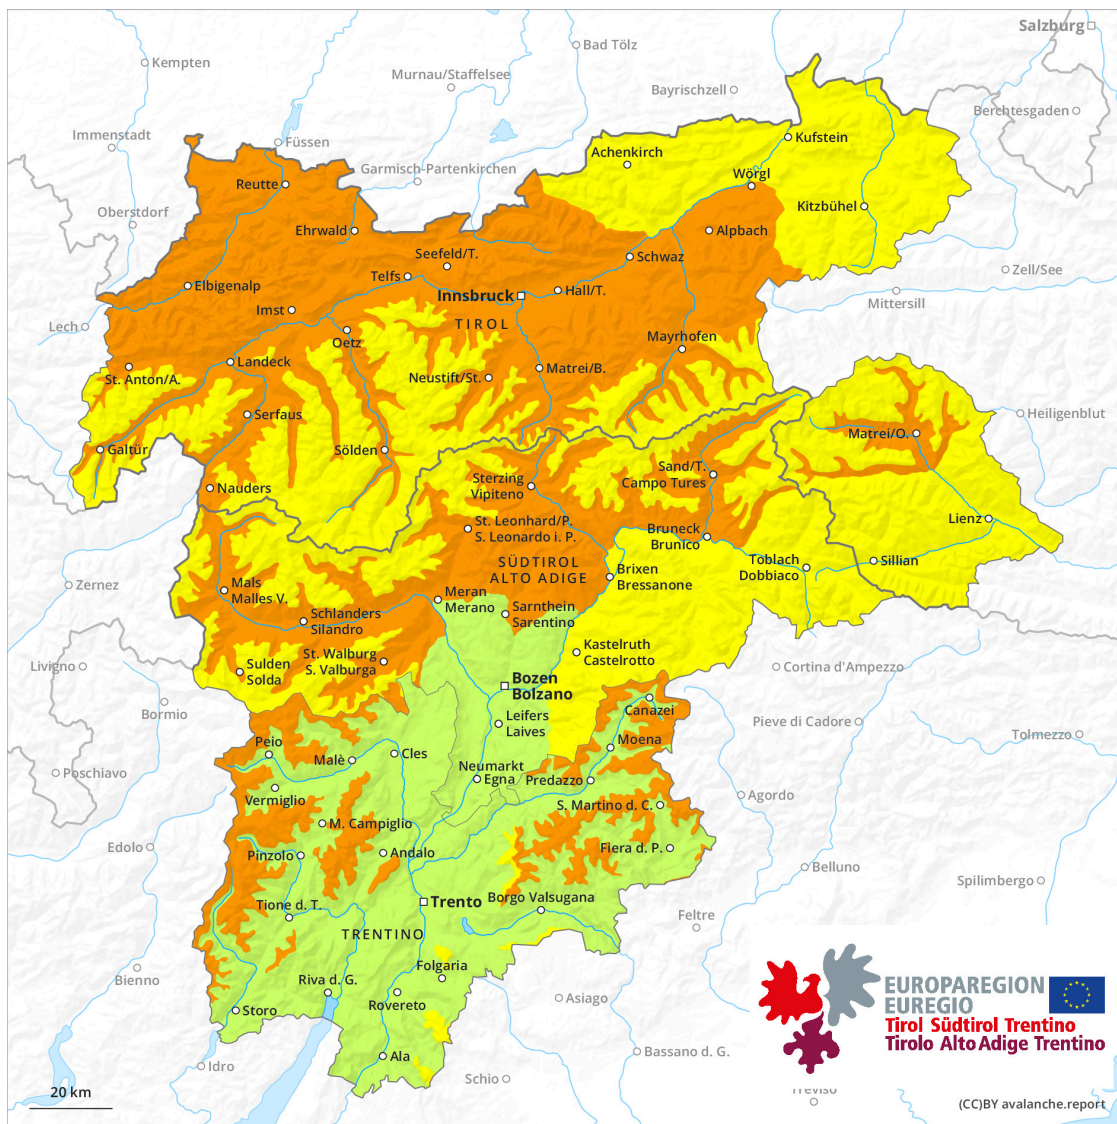 Salzburg
Bad Tölz
Kempten
Murnau/Staffelsee
Bayrischzell
Berchtesgaden
Immenstadt
Füssen
Kufstein
Achenkirch
Garmisch-Partenkirchen
Wörgl
Reutte
Kitzbühel
Oberstdorf
Ehrwald
Alpbach
Seefeld/T.
Schwaz
Zell/See
Telfs
Elbigenalp
Hall/T.
Innsbruck
Mittersill
Imst
TIROL
Lech
Mayrhofen
Oetz
Landeck
Matrei/B.
St. Anton/A.
Neustift/St.
Serfaus
Heiligenblut
Matrei/O.
Galtür
Sölden
Sand/T.
Campo Tures
Sterzing
Vipiteno
Nauders
Lienz
St. Leonhard/P.
S. Leonardo i. P.
Bruneck
Brunico
SÜDTIROL
ALTO ADIGE
Toblach
Dobbiaco
Sillian
Brixen
Bressanone
Zernez
Mals
Malles V.
Meran
Merano
Sarnthein
Sarentino
Schlanders
Silandro
Kastelruth
Castelrotto
St. Walburg
S. Valburga
Livigno
Sulden
Solda
Cortina d'Ampezzo
Bozen
Bolzano
Bormio
Canazei
Leifers
Laives
Pieve di Cadore
Tolmezzo
Peio
Moena
Malè
Cles
Poschiavo
Neumarkt
Egna
Predazzo
Vermiglio
Agordo
S. Martino d. C.
M. Campiglio
Edolo
Pinzolo
Andalo
Fiera d. P.
Belluno
Spilimbergo
Trento
Borgo Valsugana
Tione d. T.
Feltre
TRENTINO
Bienno
Folgaria
Riva d. G.
Rovereto
Asiago
Storo
EUROPAREGION
EUREGIO
Tirol Südtirol Trentino
Tirolo Alto Adige Trentino
Ala
Bassano d. G.
Idro
Schio
Treviso
20 km
(CC)BY avalanche.report